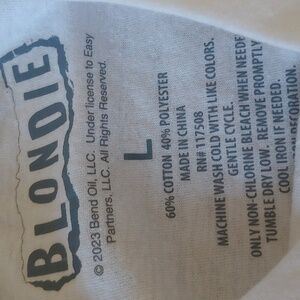 BLONDIE
© 2023 Bend Oil, LLC. Under license to Easy
Partners, LLC. All Rights Reserved.
L
60% COTTON 40% POLYESTER
MADE IN CHINA
RN# 117508
MACHINE WASH COLD WITH LIKE COLORS.
GENTLE CYCLE.
ONLY NON-CHLORINE BLEACH WHEN NEEDE
TUMBLE DRY LOW. REMOVE PROMPTLY
COOL IRON IF NEEDED.
DECORATION.